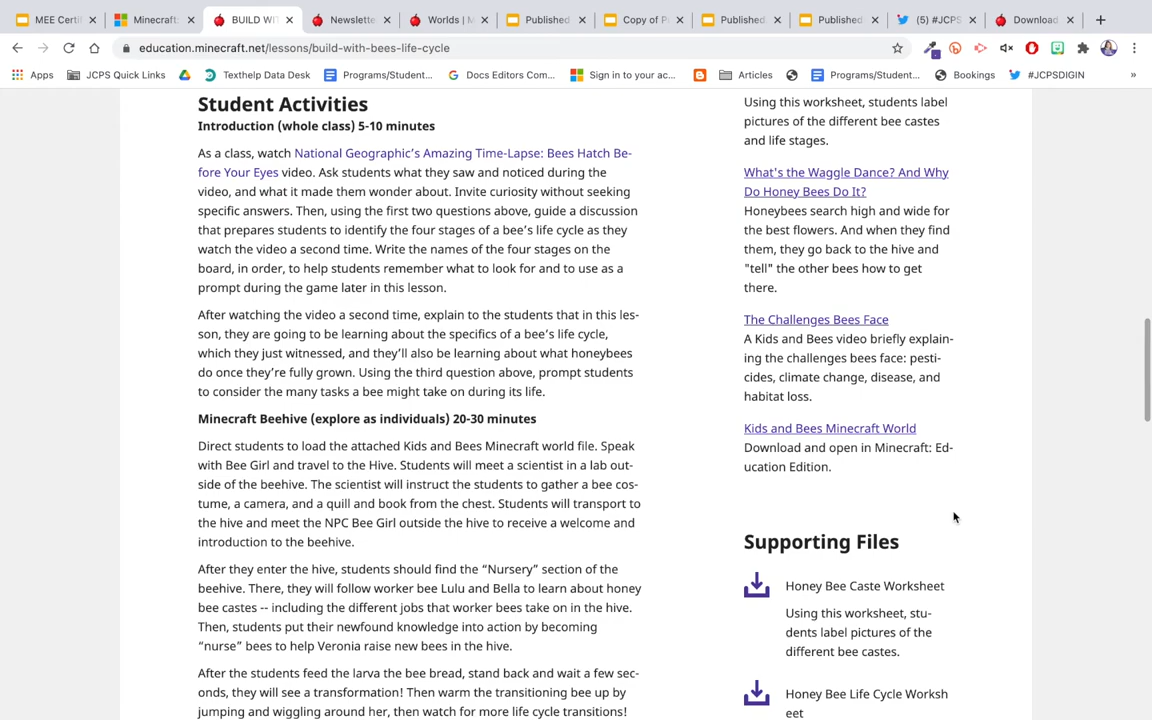 MEE Certif
Minecraft:
BUILD WI
Newslette
Worlds | M
Published
Copy of P
Published
Published
(5) #JCPS
Download
education.minecraft.net/lessons/build-with-bees-life-cycle
Apps
JCPS Quick Links
Texthelp Data Desk
Programs/Student...
Docs Editors Com...
Sign in to your ac...
Articles
Programs/Student...
Bookings
#JCPSDIGIN
»
Student Activities
Introduction (whole class) 5-10 minutes
As a class, watch National Geographic's Amazing Time-Lapse: Bees Hatch Be-
fore Your Eyes video. Ask students what they saw and noticed during the
video, and what it made them wonder about. Invite curiosity without seeking
specific answers. Then, using the first two questions above, guide a discussion
that prepares students to identify the four stages of a bee's life cycle as they
watch the video a second time. Write the names of the four stages on the
board, in order, to help students remember what to look for and to use as a
prompt during the game later in this lesson.
After watching the video a second time, explain to the students that in this les-
son, they are going to be learning about the specifics of a bee's life cycle,
which they just witnessed, and they'll also be learning about what honeybees
do once they're fully grown. Using the third question above, prompt students
to consider the many tasks a bee might take on during its life.
Minecraft Beehive (explore as individuals) 20-30 minutes
Direct students to load the attached Kids and Bees Minecraft world file. Speak
with Bee Girl and travel to the Hive. Students will meet a scientist in a lab out-
side of the beehive. The scientist will instruct the students to gather a bee cos-
tume, a camera, and a quill and book from the chest. Students will transport to
the hive and meet the NPC Bee Girl outside the hive to receive a welcome and
introduction to the beehive.
After they enter the hive, students should find the “Nursery” section of the
beehive. There, they will follow worker bee Lulu and Bella to learn about honey
bee castes -- including the different jobs that worker bees take on in the hive.
Then, students put their newfound knowledge into action by becoming
“nurse” bees to help Veronia raise new bees in the hive.
After the students feed the larva the bee bread, stand back and wait a few sec-
onds, they will see a transformation! Then warm the transitioning bee up by
jumping and wiggling around her, then watch for more life cycle transitions!
Using this worksheet, students label
pictures of the different bee castes
and life stages.
What's the Waggle Dance? And Why
Do Honey Bees Do It?
Honeybees search high and wide for
the best flowers. And when they find
them, they go back to the hive and
"tell" the other bees how to get
there.
The Challenges Bees Face
A Kids and Bees video briefly explain-
ing the challenges bees face: pesti-
cides, climate change, disease, and
habitat loss.
Kids and Bees Minecraft World
Download and open in Minecraft: Ed-
ucation Edition.
Supporting Files
Honey Bee Caste Worksheet
Using this worksheet, stu-
dents label pictures of the
different bee castes.
Honey Bee Life Cycle Worksh
eet